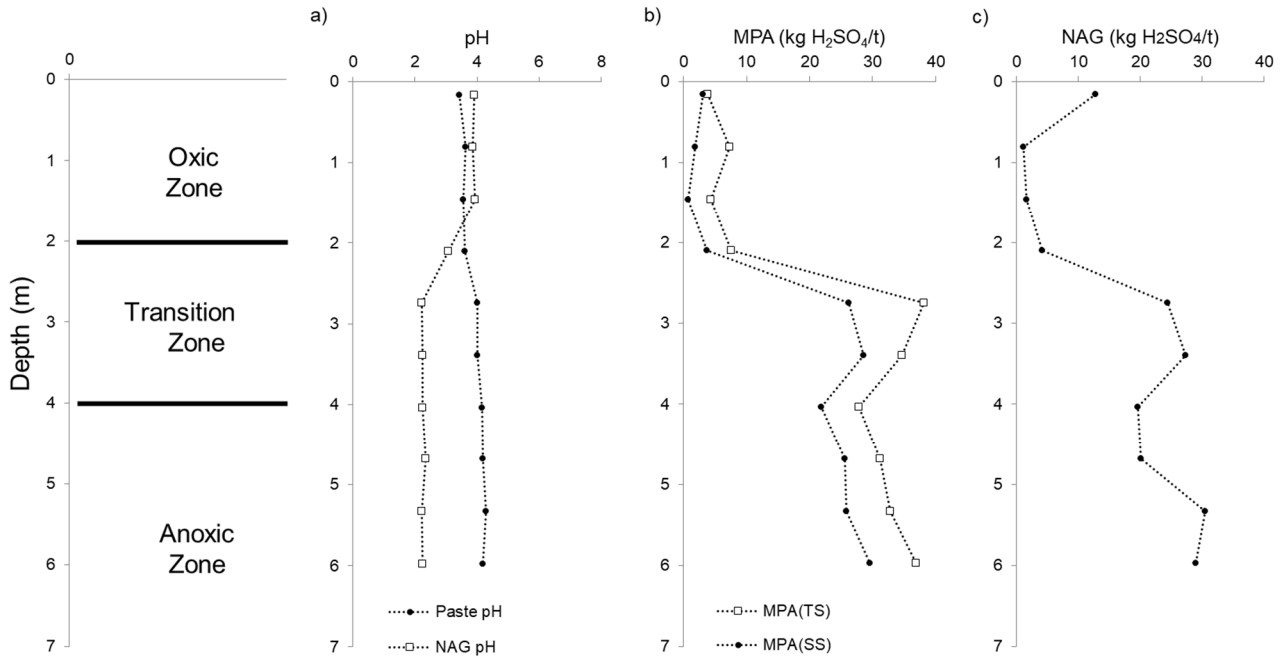 a)
b)
c)
pH
MPA (kg H₂SO₄/t)
NAG (kg H2SO4/t)
0
0 2 4 6 8
0 10 20 30 40
0 10 20 30 40
Depth (m)
0
1
2
3
4
5
6
7
Oxic
Zone
Transition
Zone
Anoxic
Zone
0
1
2
3
4
5
6
7
Paste pH
NAG pH
0
1
2
3
4
5
6
7
MPA(TS)
MPA(SS)
0
1
2
3
4
5
6
7